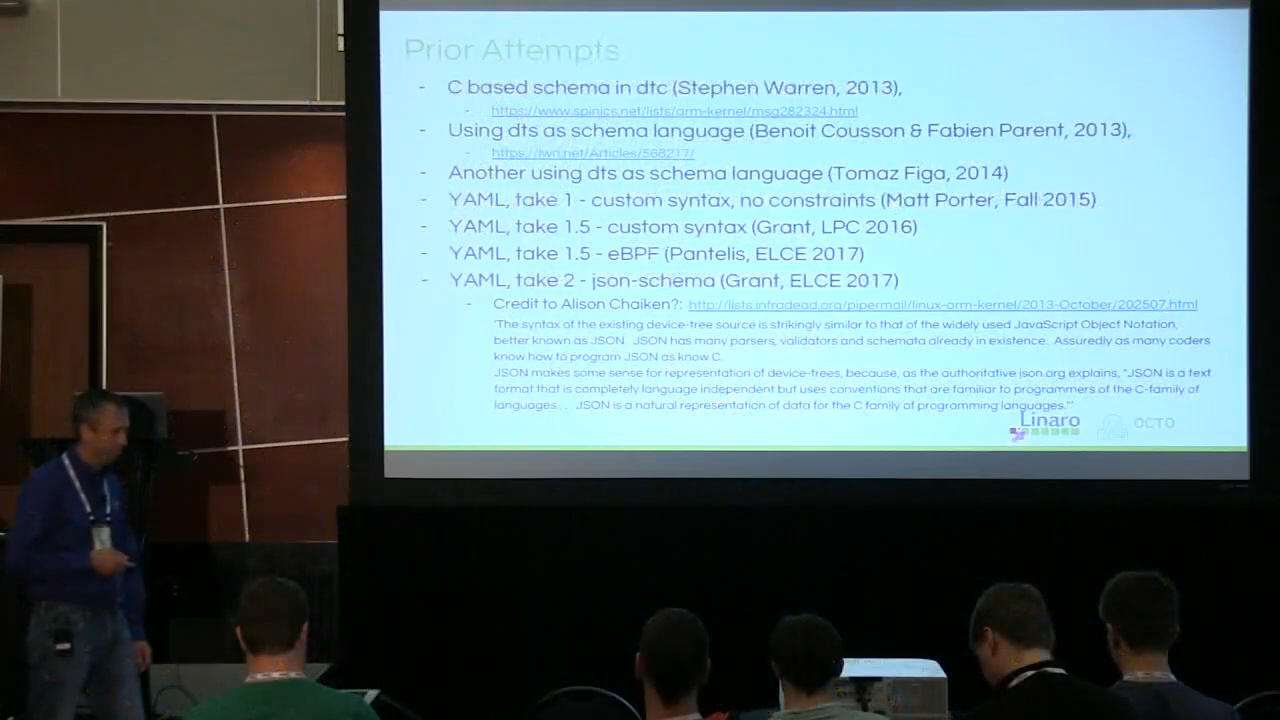 Prior Attempts
- C based schema in dtc (Stephen Warren, 2013),
- https://www.spinics.net/lists/arm-kernel/msg282324.html
- Using dts as schema language (Benoit Cousson & Fabien Parent, 2013),
- https://lwn.net/Articles/568217/
- Another using dts as schema language (Tomaz Figa, 2014)
- YAML, take 1 - custom syntax, no constraints (Matt Porter, Fall 2015)
- YAML, take 1.5 - custom syntax (Grant, LPC 2016)
- YAML, take 1.5 - eBPF (Pantelis, ELCE 2017)
- YAML, take 2 - json-schema (Grant, ELCE 2017)
- Credit to Alison Chaiken?: http://lists.infradead.org/pipermail/linux-arm-kernel/2013-October/202507.html
"The syntax of the existing device-tree source is strikingly similar to that of the widely used JavaScript Object Notation,
better known as JSON. JSON has many parsers, validators and schemata already in existence. Assuredly as many coders
know how to program JSON as know C.
JSON makes some sense for representation of device-trees, because, as the authoritative json.org explains, "JSON is a text
format that is completely language independent but uses conventions that are familiar to programmers of the C-family of
languages... JSON is a natural representation of data for the C family of programming languages.""
Linaro
OCTO